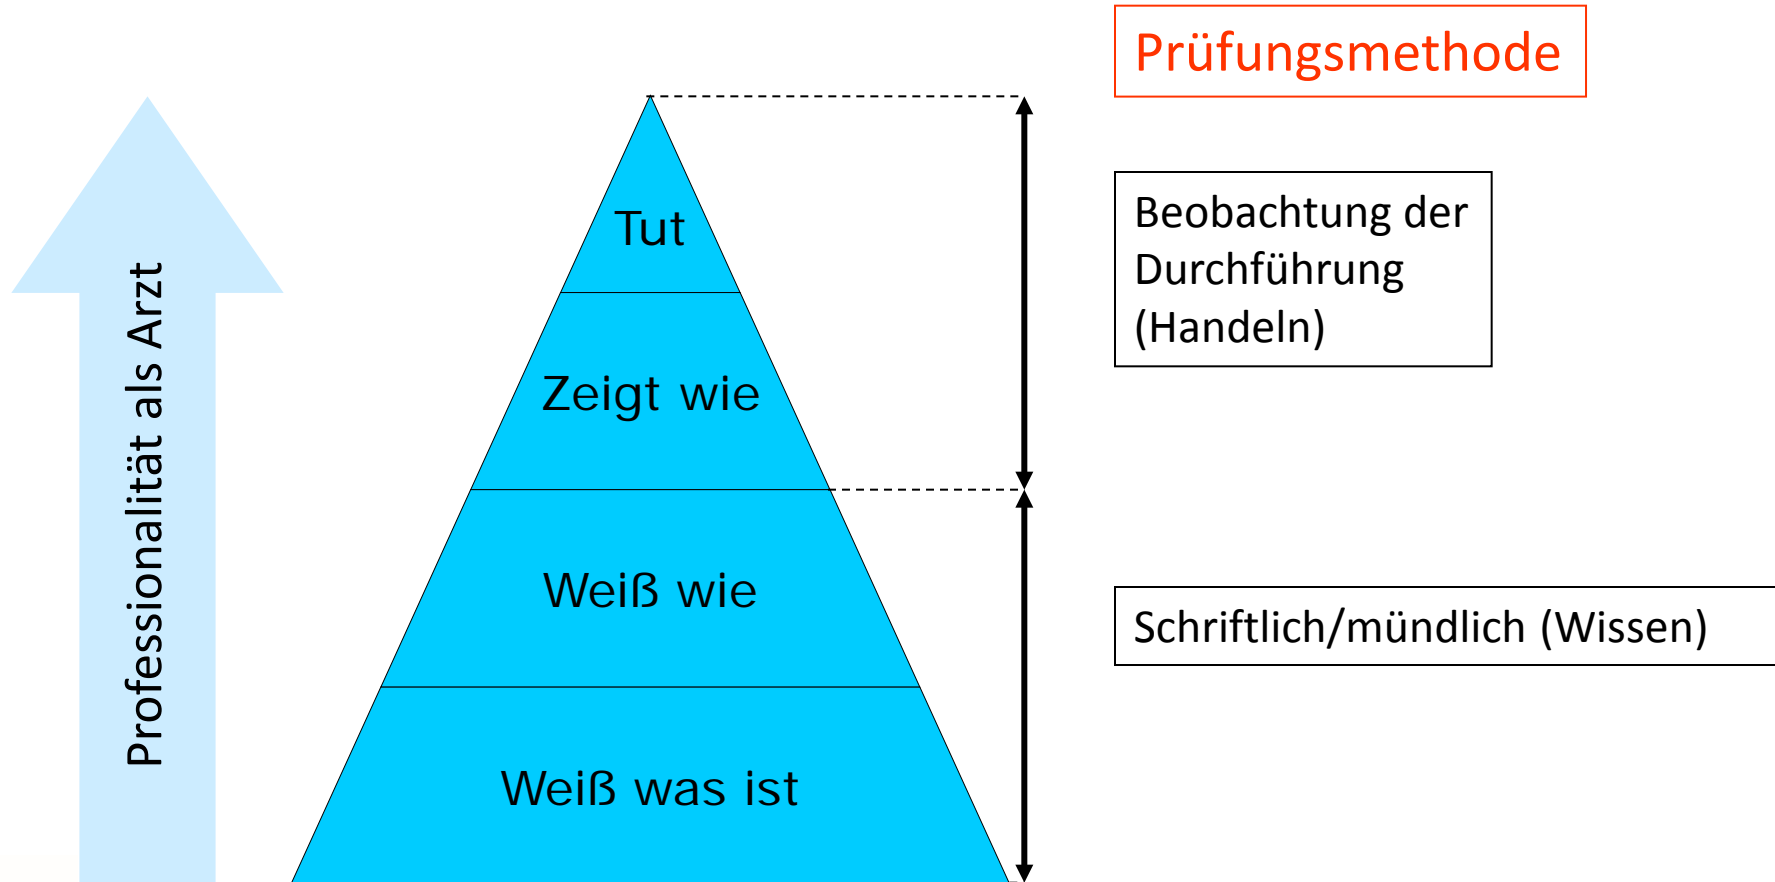 Prüfungsmethode
Professionalität als Arzt
Tut
Zeigt wie
Weiß wie
Weiß was ist
Beobachtung der
Durchführung
(Handeln)
Schriftlich/mündlich (Wissen)